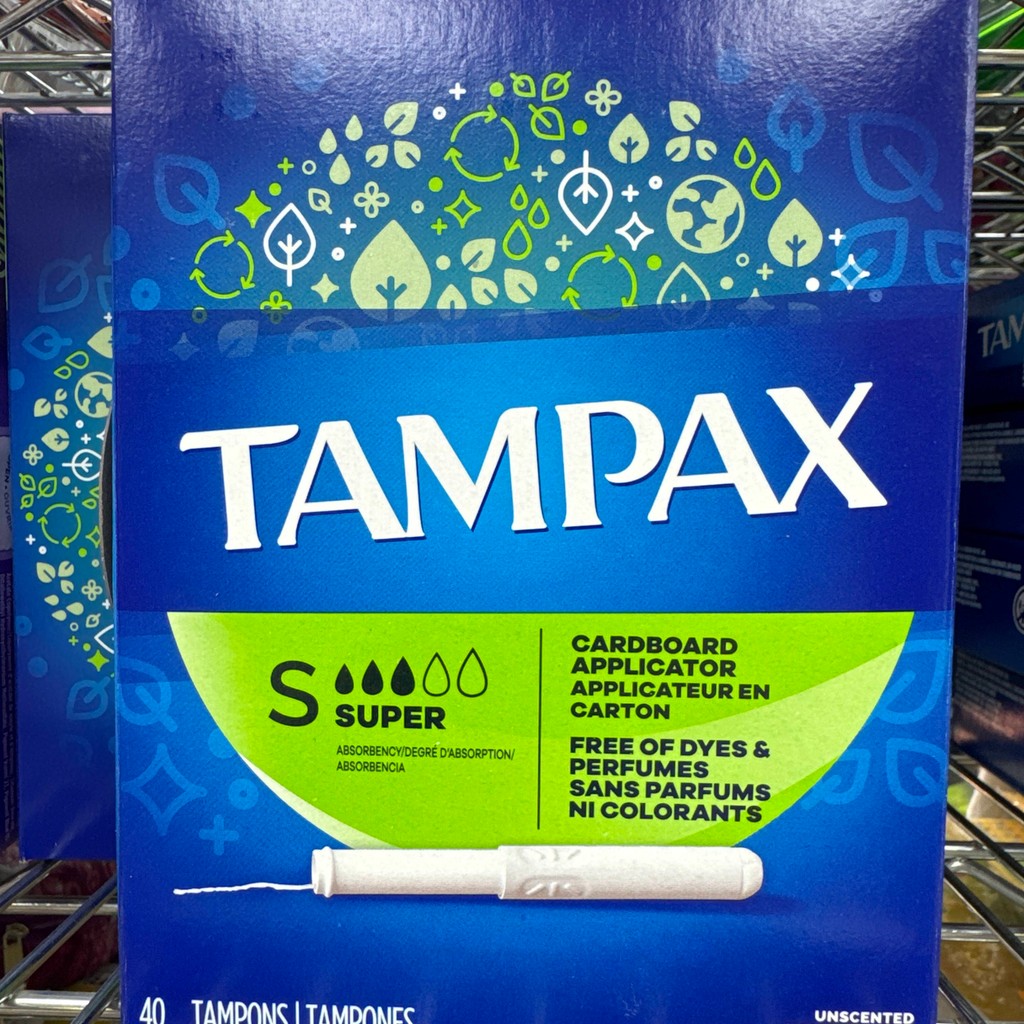 TAMPAX
S
SUPER
ABSORBENCY/DEGRÉ D'ABSORPTION/
ABSORBENCIA
CARDBOARD
APPLICATOR
APPLICATEUR EN
CARTON
FREE OF DYES &
PERFUMES
SANS PARFUMS
NI COLORANTS
40 TAMPONS | TAMPONES
UNSCENTED
TAM